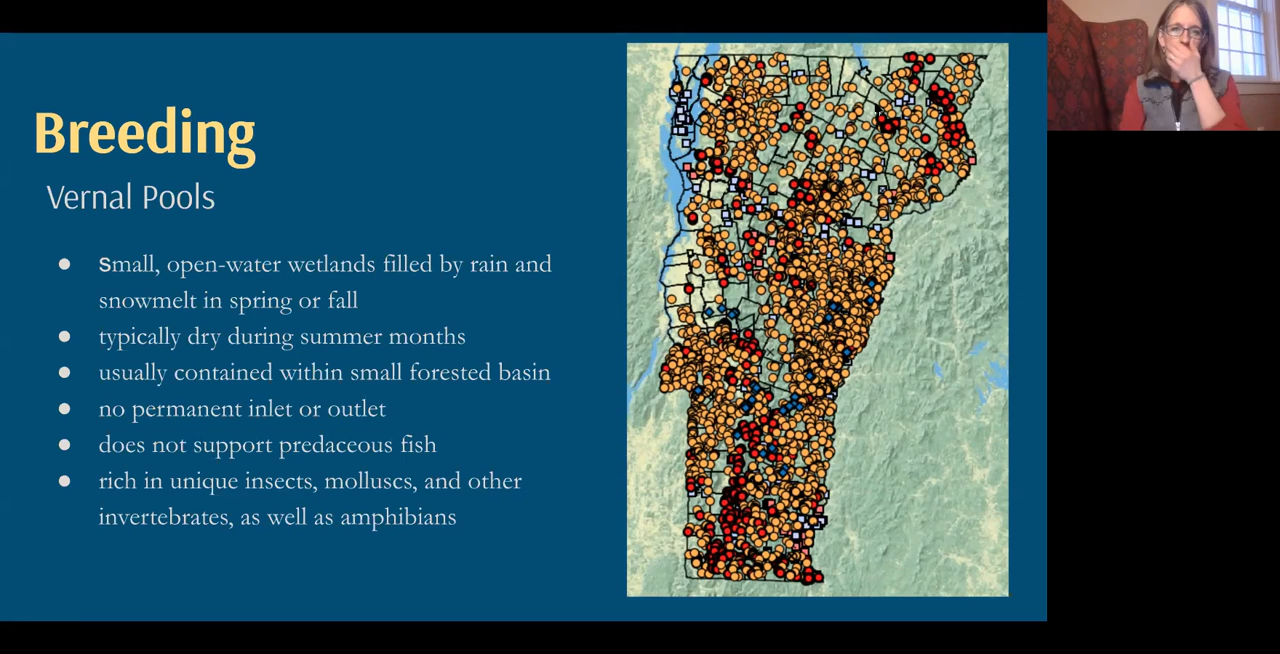 Breeding
Vernal Pools
● small, open-water wetlands filled by rain and
snowmelt in spring or fall
● typically dry during summer months
● usually contained within small forested basin
● no permanent inlet or outlet
● does not support predaceous fish
● rich in unique insects, molluscs, and other
invertebrates, as well as amphibians